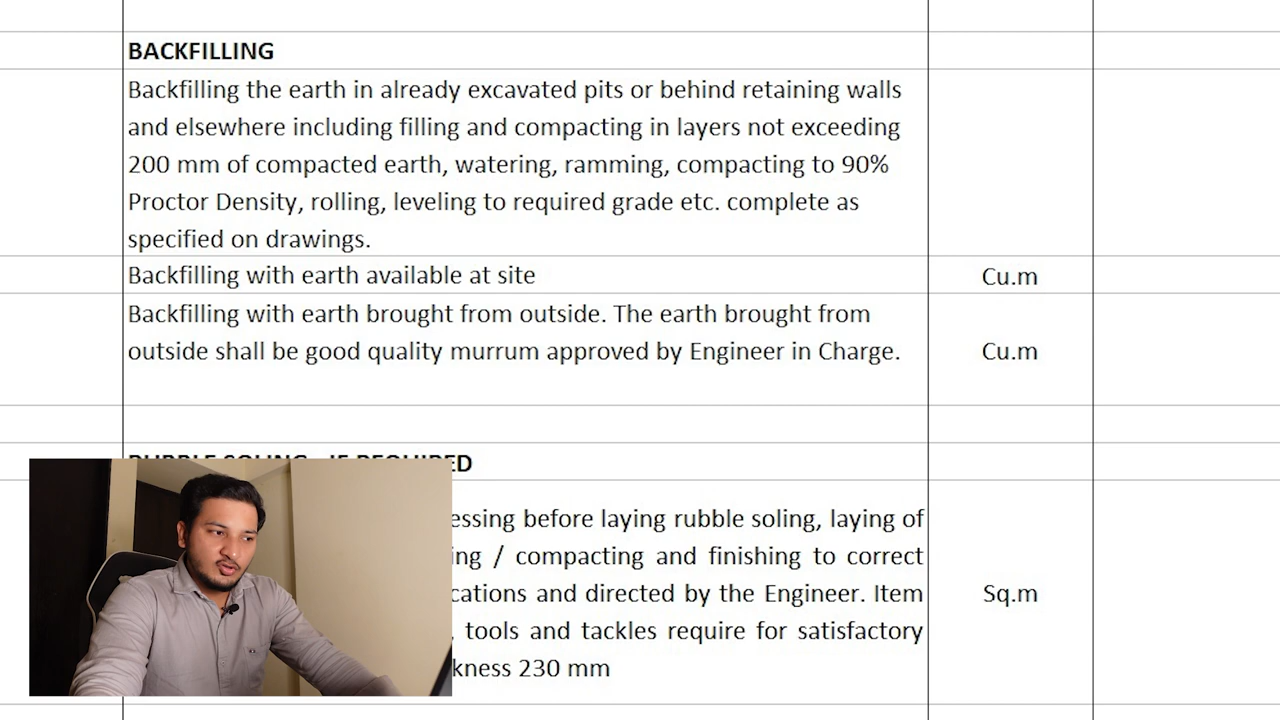 BACKFILLING
Backfilling the earth in already excavated pits or behind retaining walls
and elsewhere including filling and compacting in layers not exceeding
200 mm of compacted earth, watering, ramming, compacting to 90%
Proctor Density, rolling, leveling to required grade etc. complete as
specified on drawings.
Backfilling with earth available at site Cu.m
Backfilling with earth brought from outside. The earth brought from
outside shall be good quality murrum approved by Engineer in Charge. Cu.m
before laying rubble soling, laying of
/ compacting and finishing to correct
and directed by the Engineer. Item Sq.m
, tools and tackles require for satisfactory
230 mm